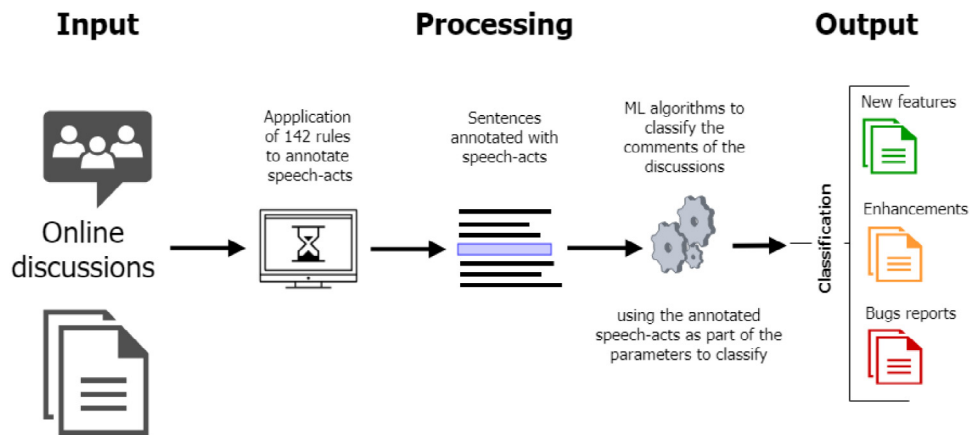 Input
Processing
Output
Online
discussions
Appplication
of 142 rules
to annotate
speech-acts
Sentences
annotated with
speech-acts
ML algorithms to
classify the
comments of the
discussions
using the annotated
speech-acts as part of the
parameters to classify
Classification
New features
Enhancements
Bugs reports